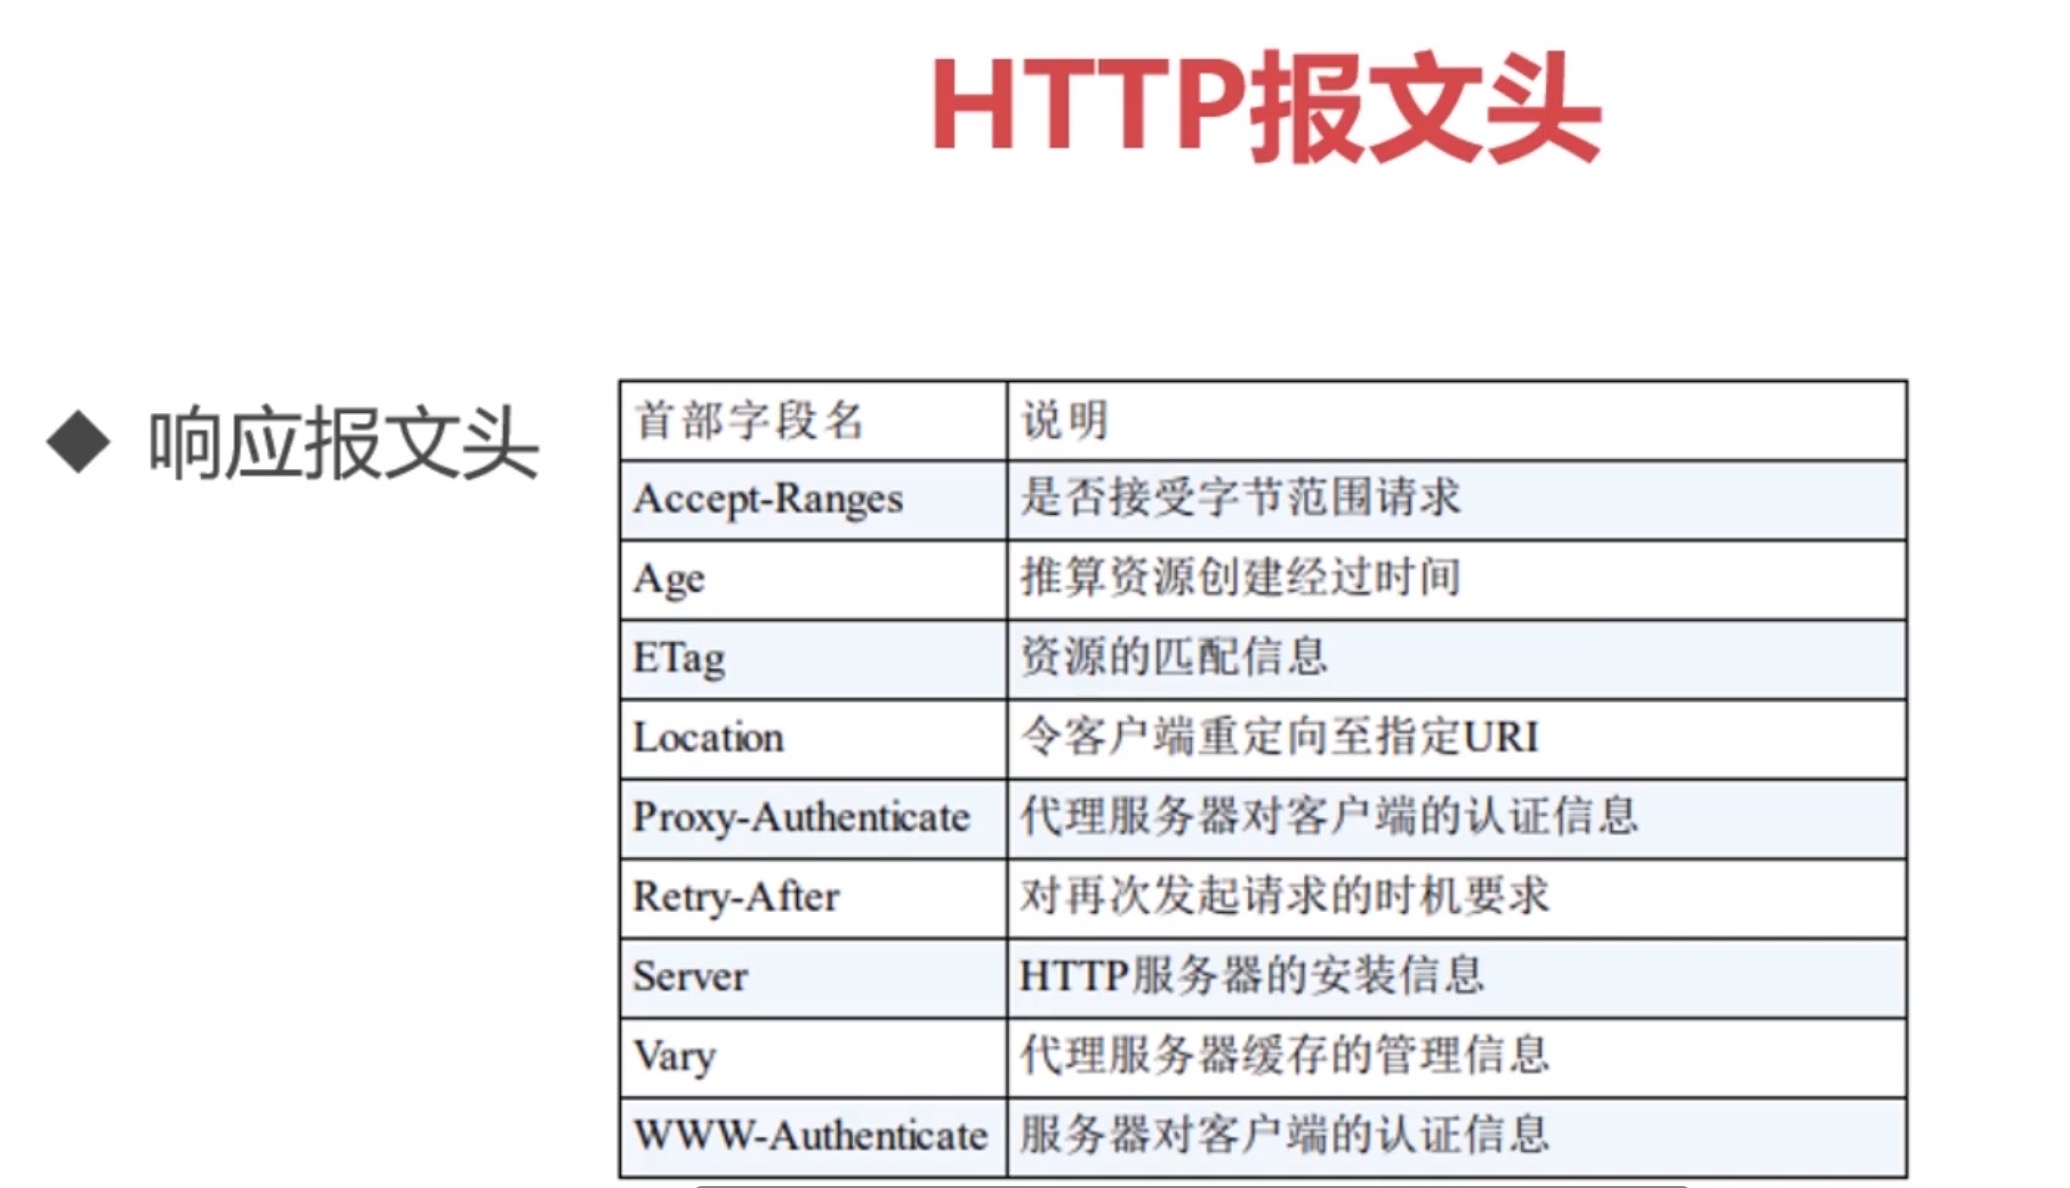 HTTP报文头
◆ 响应报文头
首部字段名 说明
Accept-Ranges 是否接受字节范围请求
Age 推算资源创建经过时间
ETag 资源的匹配信息
Location 令客户端重定向至指定URI
Proxy-Authenticate 代理服务器对客户端的认证信息
Retry-After 对再次发起请求的时机要求
Server HTTP服务器的安装信息
Vary 代理服务器缓存的管理信息
WWW-Authenticate 服务器对客户端的认证信息